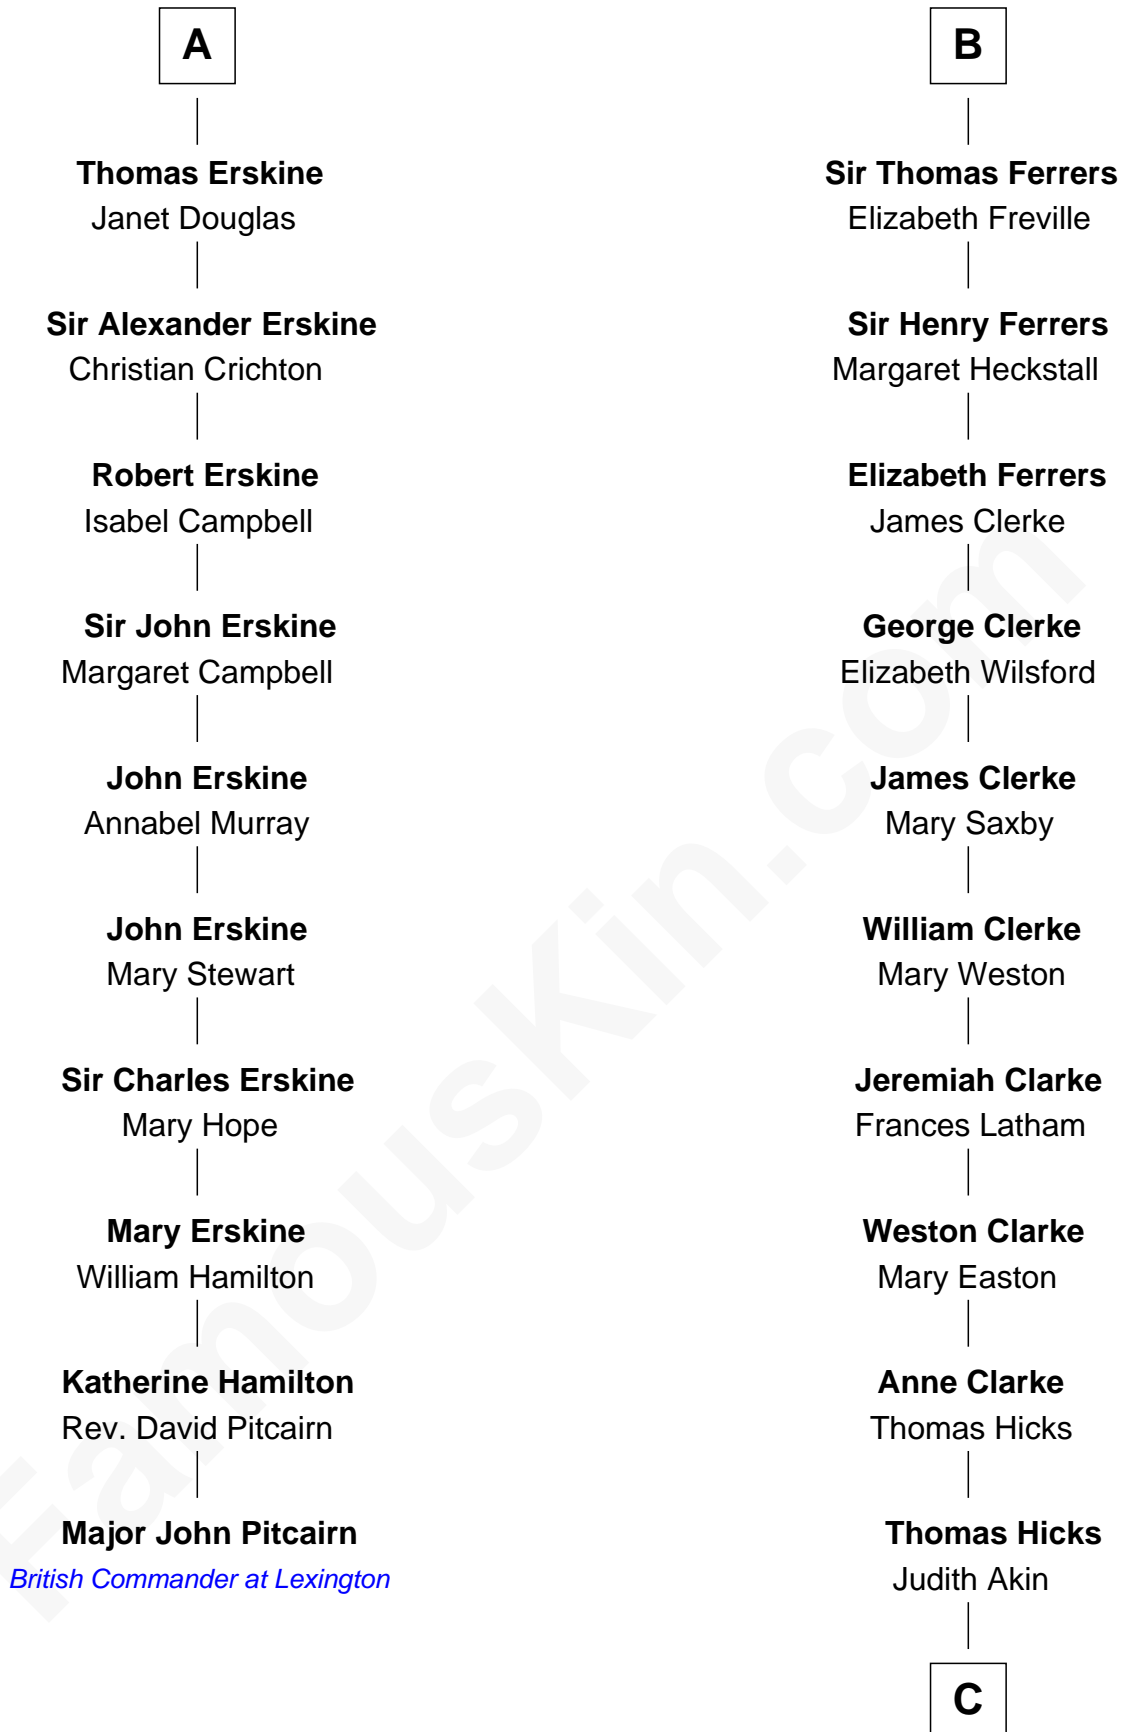 A
Thomas Erskine
Janet Douglas
Sir Alexander Erskine
Christian Crichton
Robert Erskine
Isabel Campbell
Sir John Erskine
Margaret Campbell
John Erskine
Annabel Murray
John Erskine
Mary Stewart
Sir Charles Erskine
Mary Hope
Mary Erskine
William Hamilton
Katherine Hamilton
Rev. David Pitcairn
Major John Pitcairn
British Commander at Lexington
B
Sir Thomas Ferrers
Elizabeth Freville
Sir Henry Ferrers
Margaret Heckstall
Elizabeth Ferrers
James Clerke
George Clerke
Elizabeth Wilsford
James Clerke
Mary Saxby
William Clerke
Mary Weston
Jeremiah Clarke
Frances Latham
Weston Clarke
Mary Easton
Anne Clarke
Thomas Hicks
Thomas Hicks
Judith Akin
C
FamousKin.com